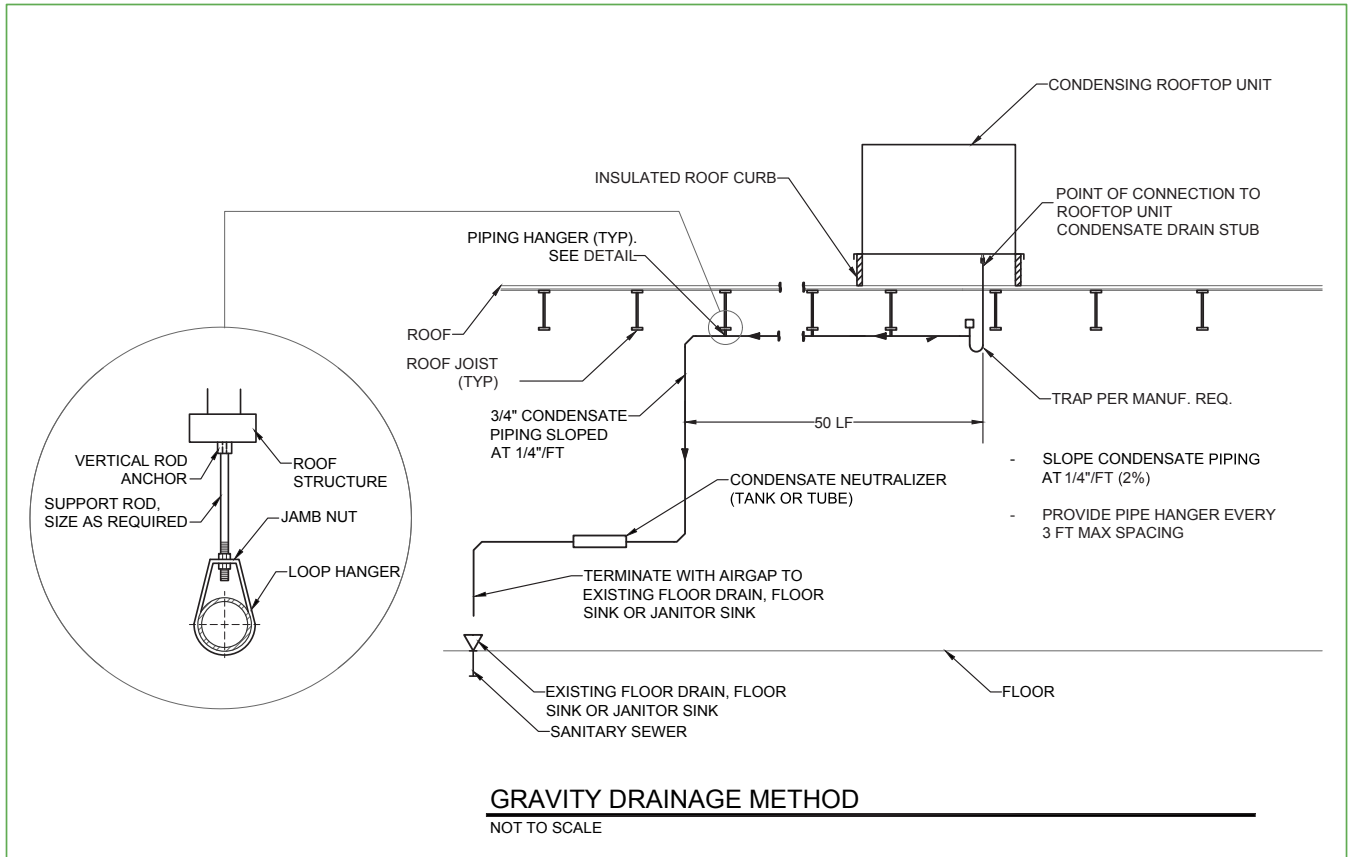 CONDENSING ROOFTOP UNIT
INSULATED ROOF CURB
POINT OF CONNECTION TO
ROOFTOP UNIT
CONDENSATE DRAIN STUB
PIPING HANGER (TYP).
SEE DETAIL
ROOF
ROOF JOIST
(TYP)
TRAP PER MANUF. REQ.
3/4" CONDENSATE
PIPING SLOPED
AT 1/4"/FT
50 LF
- SLOPE CONDENSATE PIPING
AT 1/4"/FT (2%)
- PROVIDE PIPE HANGER EVERY
3 FT MAX SPACING
VERTICAL ROD
ANCHOR
ROOF
STRUCTURE
SUPPORT ROD,
SIZE AS REQUIRED
JAMB NUT
LOOP HANGER
CONDENSATE NEUTRALIZER
(TANK OR TUBE)
TERMINATE WITH AIRGAP TO
EXISTING FLOOR DRAIN, FLOOR
SINK OR JANITOR SINK
EXISTING FLOOR DRAIN, FLOOR
SINK OR JANITOR SINK
SANITARY SEWER
FLOOR
GRAVITY DRAINAGE METHOD
NOT TO SCALE